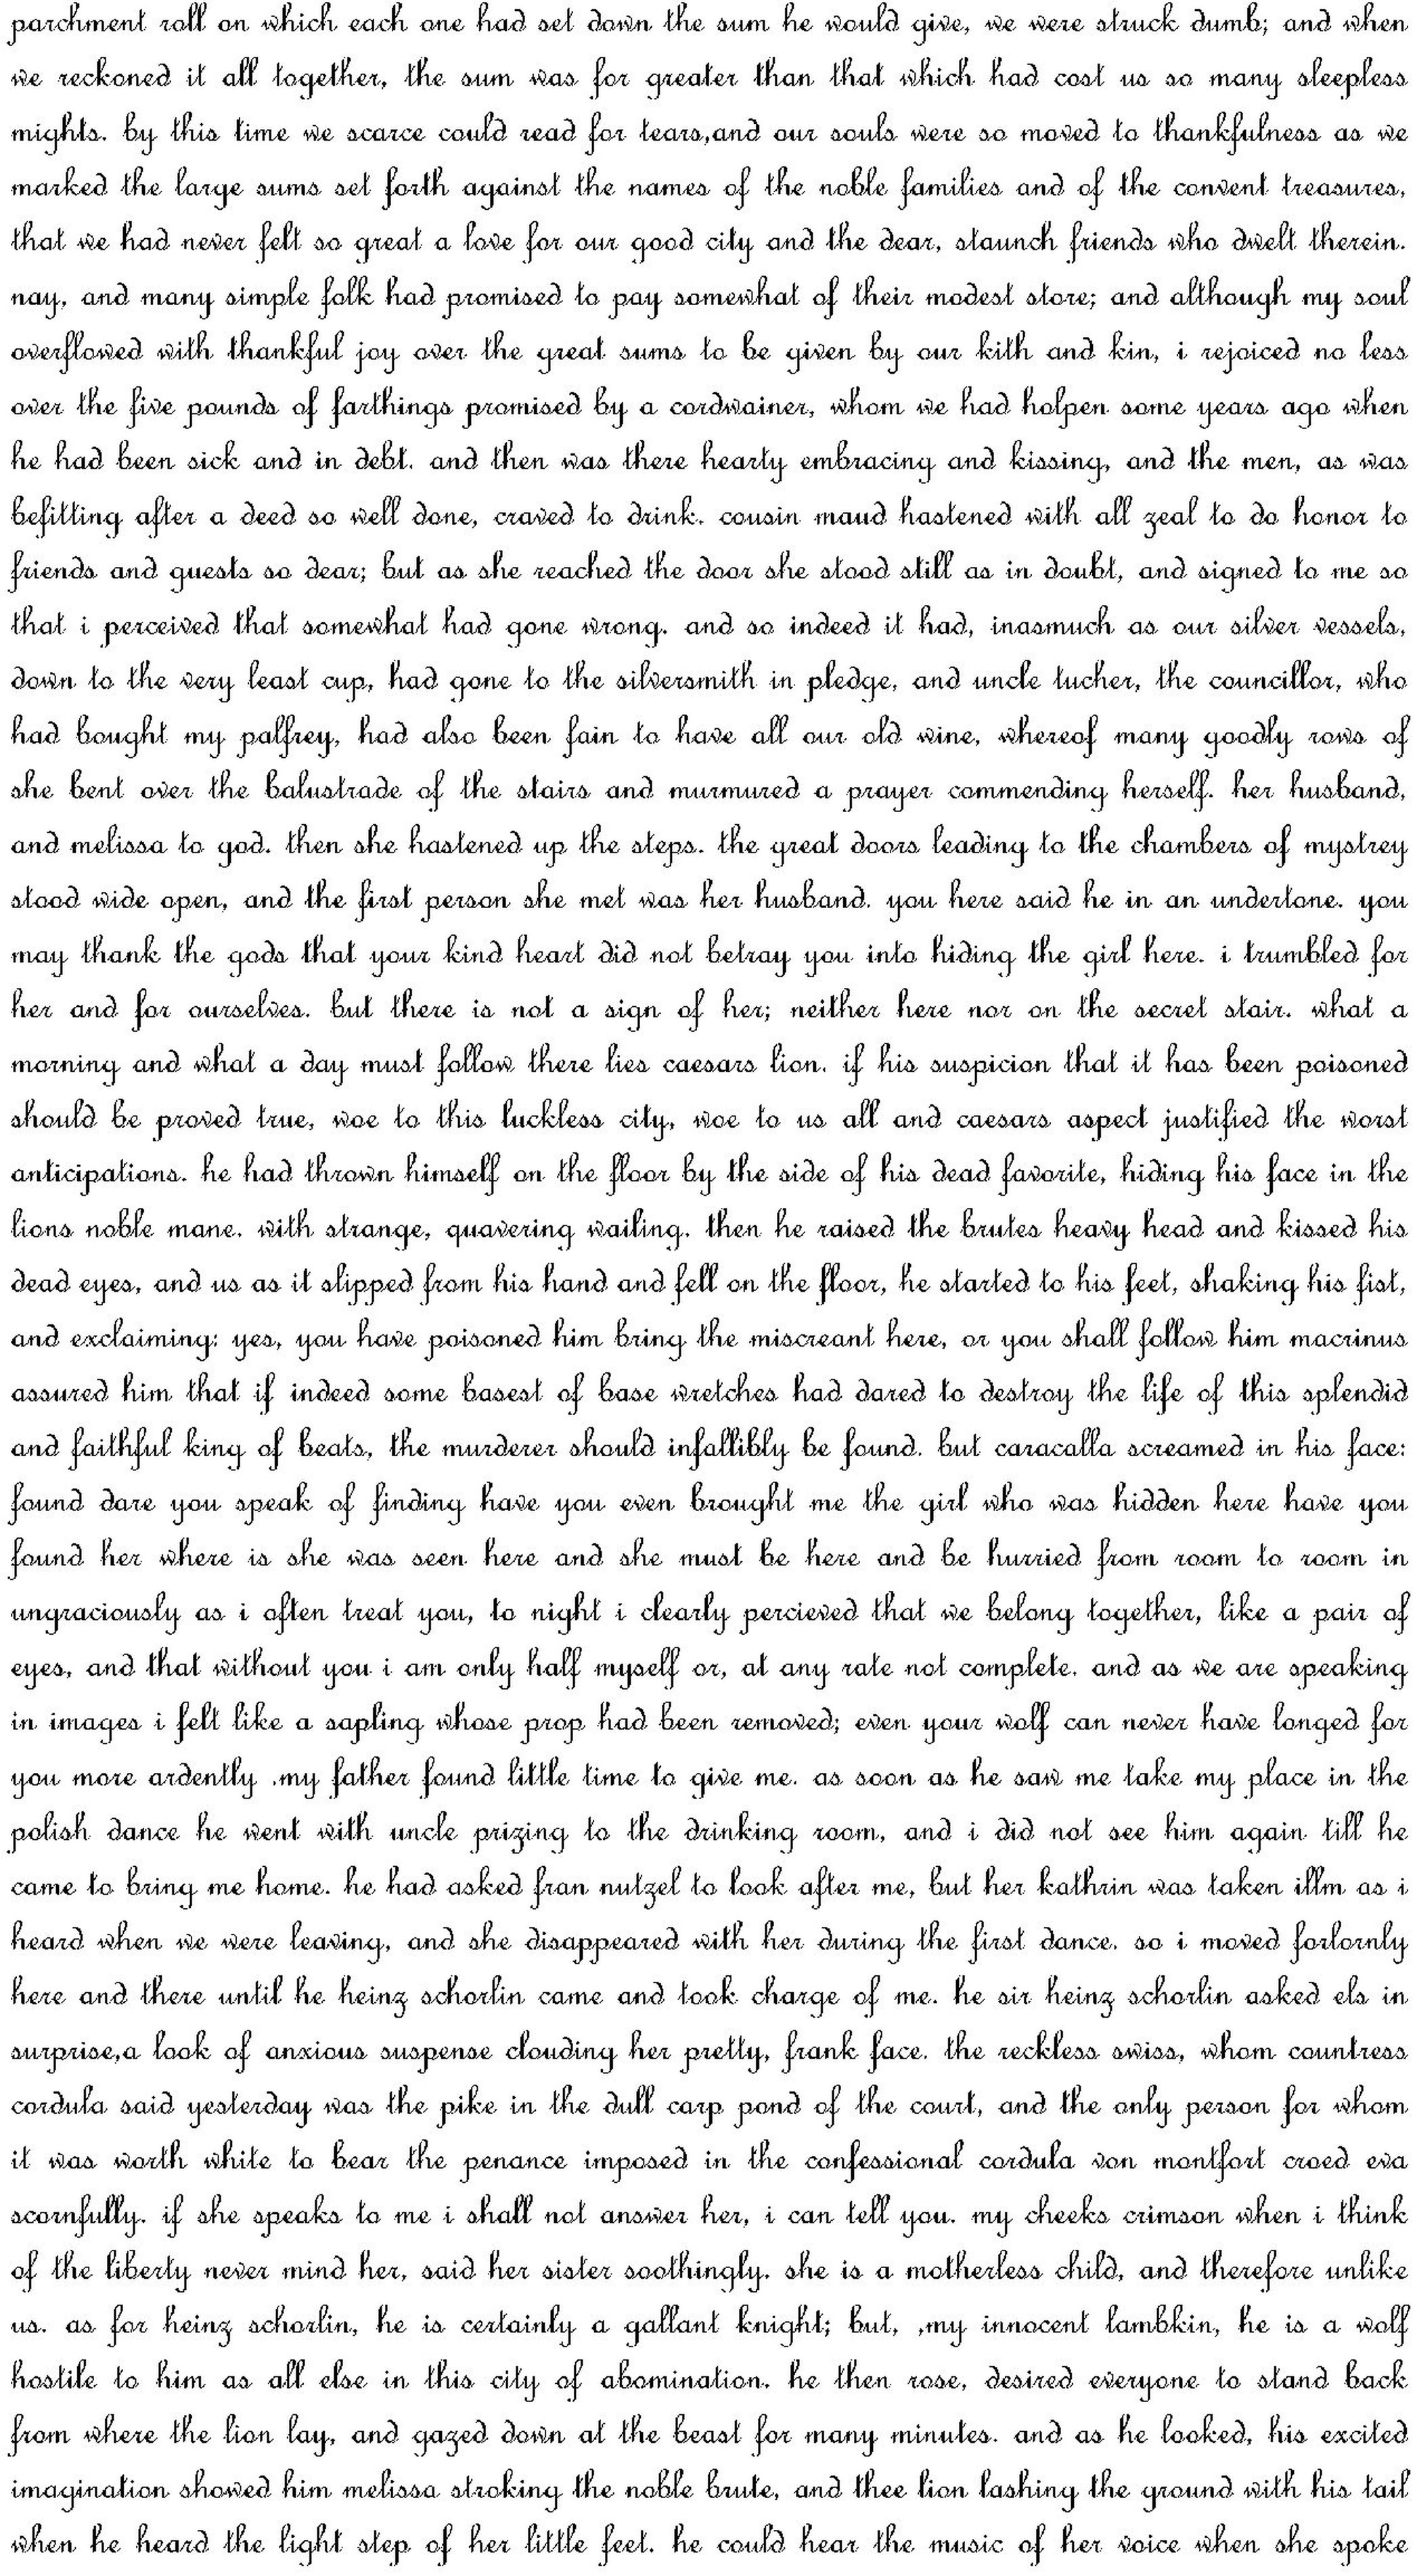 parchment roll on which each one had set down the sum he would give, we were struck dumb; and when
we reckoned it all together, the sum was for greater than that which had cost us so many sleepless
mights. by this time we scarce could read for tears,and our souls were so moved to thankfulness as we
marked the large sums set forth against the names of the noble families and of the convent treasures,
that we had never felt so great a love for our good city and the dear, staunch friends who dwelt therein.
nay, and many simple folk had promised to pay somewhat of their modest store; and although my soul
overflowed with thankful joy over the great sums to be given by our kith and kin, i rejoiced no less
over the five pounds of farthings promised by a cordwainer, whom we had holpen some years ago when
he had been sick and in debt. and then was there hearty embracing and kissing, and the men, as was
befitting after a deed so well done, craved to drink. cousin maud hastened with all zeal to do honor to
friends and guests so dear; but as she reached the door she stood still as in doubt, and signed to me so
that i perceived that somewhat had gone wrong. and so indeed it had, inasmuch as our silver vessels,
down to the very least cup, had gone to the silversmith in pledge, and uncle tucher, the councillor, who
had bought my palfrey, had also been fain to have all our old wine, whereof many goodly rows of
she bent over the balustrade of the stairs and murmured a prayer commending herself. her husband,
and melissa to god. then she hastened up the steps. the great doors leading to the chambers of mystrey
stood wide open, and the first person she met was her husband. you here said he in an undertone. you
may thank the gods that your kind heart did not betray you into hiding the girl here. i trumbled for
her and for ourselves. but there is not a sign of her; neither here nor on the secret stair. what a
morning and what a day must follow there lies caesars lion. if his suspicion that it has been poisoned
should be proved true, woe to this luckless city, woe to us all and caesars aspect justified the worst
anticipations. he had thrown himself on the floor by the side of his dead favorite, hiding his face in the
lions noble mane. with strange, quavering wailing. then he raised the brutes heavy head and kissed his
dead eyes, and us as it slipped from his hand and fell on the floor, he started to his feet, shaking his fist,
and exclaiming: yes, you have poisoned him bring the miscreant here, or you shall follow him macrinus
assured him that if indeed some basest of base wretches had dared to destroy the life of this splendid
and faithful king of beats, the murderer should infallibly be found. but caracalla screamed in his face:
found dare you speak of finding have you even brought me the girl who was hidden here have you
found her where is she was seen here and she must be here and be hurried from room to room in
ungraciously as i often treat you, to night i clearly percieved that we belong together, like a pair of
eyes, and that without you i am only half myself or, at any rate not complete. and as we are speaking
in images i felt like a sapling whose prop had been removed; even your wolf can never have longed for
you more ardently .my father found little time to give me. as soon as he saw me take my place in the
polish dance he went with uncle prizing to the drinking room, and i did not see him again till he
came to bring me home. he had asked fran nutzel to look after me, but her kathrin was taken illm as i
heard when we were leaving, and she disappeared with her during the first dance. so i moved forlornly
here and there until he heinz schorlin came and took charge of me. he sir heinz schorlin asked els in
surprise,a look of anxious suspense clouding her pretty, frank face. the reckless swiss, whom countress
cordula said yesterday was the pike in the dull carp pond of the court, and the only person for whom
it was worth white to bear the penance imposed in the confessional cordula von montfort croed eva
scornfully. if she speaks to me i shall not answer her, i can tell you. my cheeks crimson when i think
of the liberty never mind her, said her sister soothingly. she is a motherless child, and therefore unlike
us. as for heinz schorlin, he is certainly a gallant knight; but, ,my innocent lambkin, he is a wolf
hostile to him as all else in this city of abomination. he then rose, desired everyone to stand back
from where the lion lay, and gazed down at the beast for many minutes. and as he looked, his excited
imagination showed him melissa stroking the noble brute, and thee lion lashing the ground with his tail
when he heard the light step of her little feet. he could hear the music of her voice when she spoke